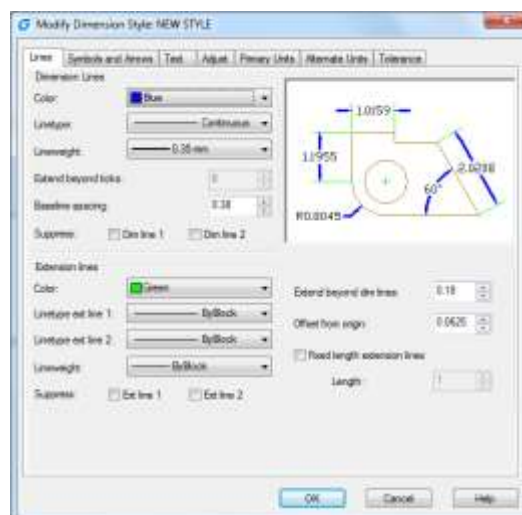 Modify Dimension Style: NEW STYLE
Lines Symbols and Arrows Text Adjust Primary Units Alternate Units Tolerance
Dimension Lines
Color: Blue
Linetype: Continuous
Lineweight: 0.35 mm
Extend beyond ticks: 0
Baseline spacing: 0.38
Suppress: Dim line 1 Dim line 2
1.0159
1.1955
2.0288
60°
R0.8045
Extension lines
Color: Green
Linetype ext line 1: ByBlock
Linetype ext line 2: ByBlock
Lineweight: ByBlock
Suppress: Ext line 1 Ext line 2
Extend beyond dim lines: 0.18
Offset from origin: 0.0625
Fixed length extension lines
Length: 1
OK Cancel Help